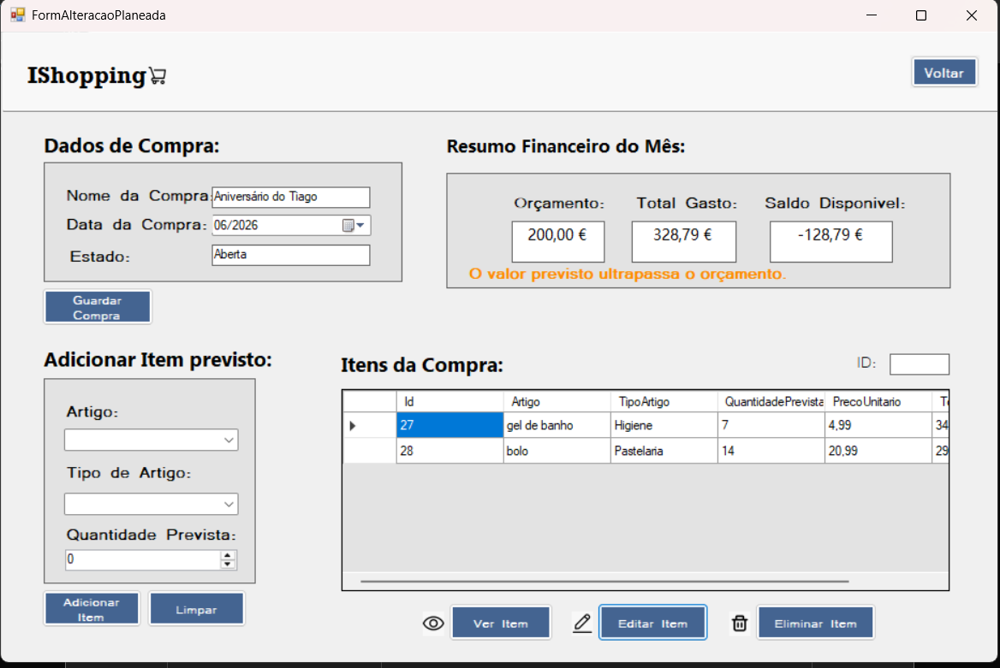 FormAlteracaoPlaneada
IShopping
Voltar
Dados de Compra:
Nome da Compra:
Aniversário do Tiago
Data da Compra:
06/2026
Estado:
Aberta
Guardar
Compra
Resumo Financeiro do Mês:
Orçamento: Total Gasto: Saldo Disponivel:
200,00 € 328,79 € -128,79 €
O valor previsto ultrapassa o orçamento.
Adicionar Item previsto:
Artigo:
Tipo de Artigo:
Quantidade Prevista:
0
Adicionar
Item
Limpar
Itens da Compra:
ID:
Id Artigo TipoArtigo QuantidadePrevista PrecoUnitario
27 gel de banho Higiene 7 4,99 34
28 bolo Pastelaria 14 20,99 29
Ver Item
Editar Item
Eliminar Item